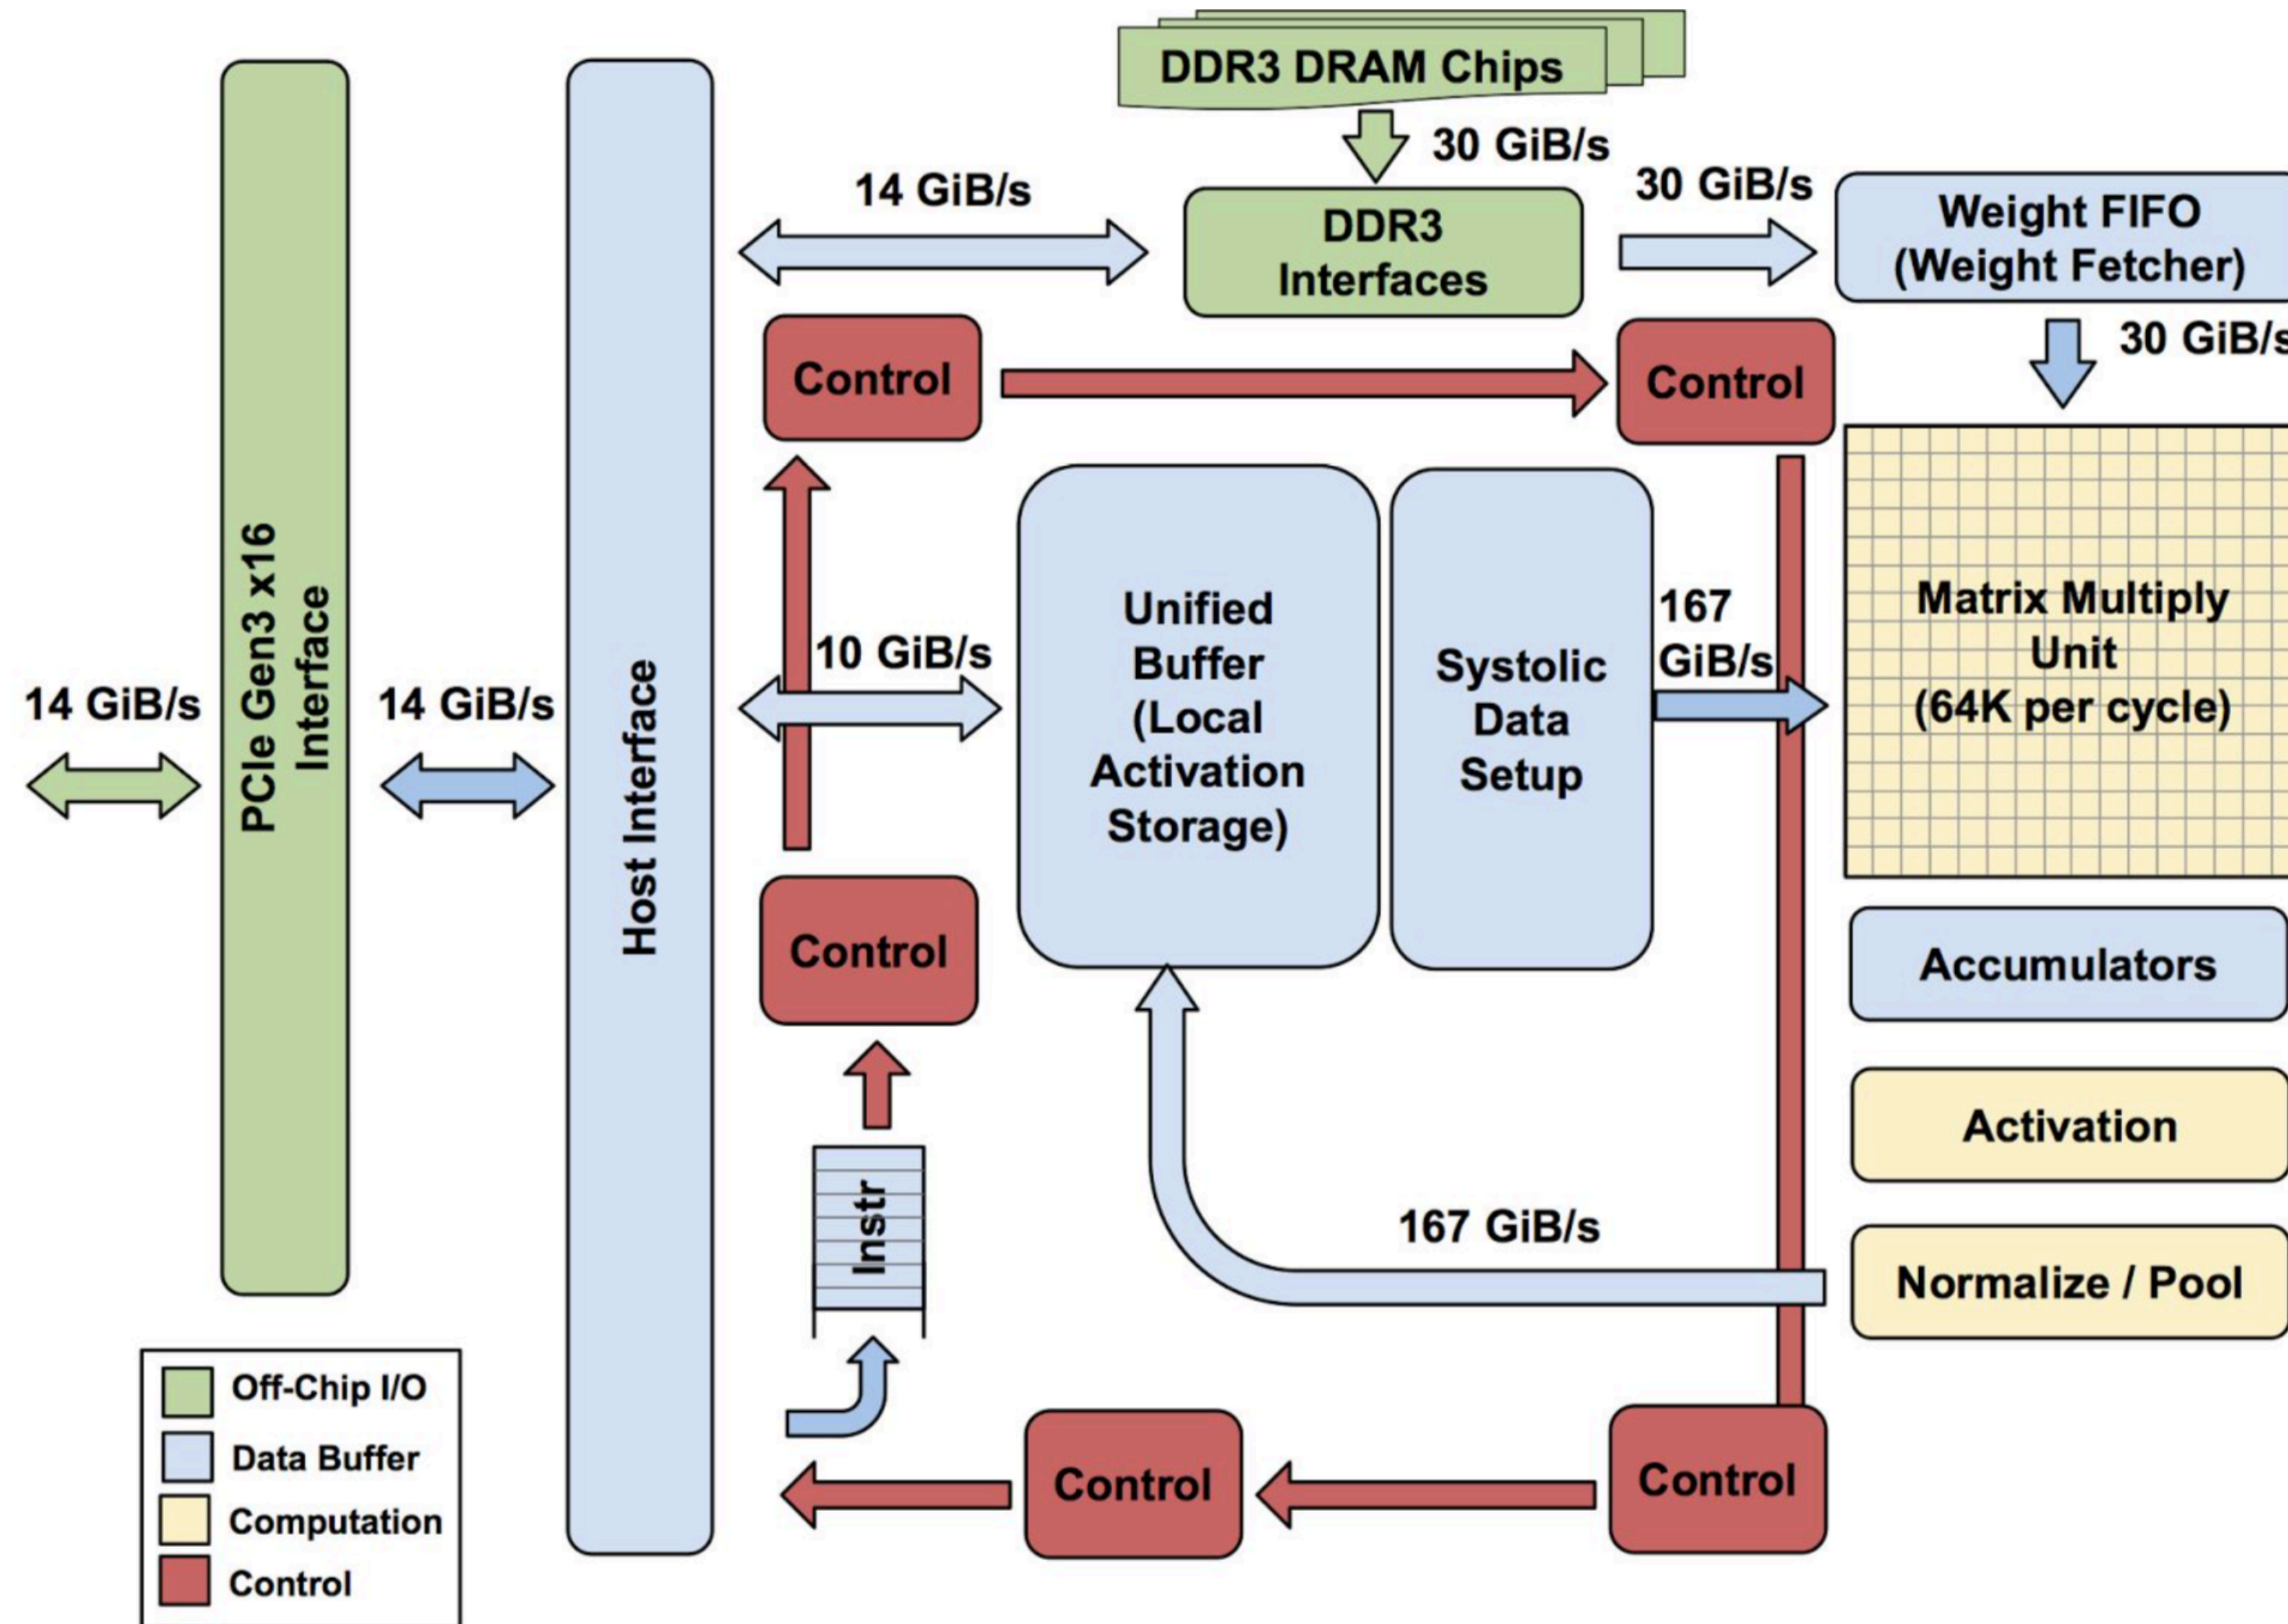 DDR3 DRAM Chips
30 GiB/s
14 GiB/s
DDR3
Interfaces
30 GiB/s
Weight FIFO
(Weight Fetcher)
30 GiB/s
Control
Control
PCIe Gen3 x16
Interface
14 GiB/s
14 GiB/s
Host Interface
10 GiB/s
Unified
Buffer
(Local
Activation
Storage)
Systolic
Data
Setup
167
GiB/s
Matrix Multiply
Unit
(64K per cycle)
Control
Accumulators
Activation
Instr
167 GiB/s
Normalize / Pool
Control
Control
Off-Chip I/O
Data Buffer
Computation
Control